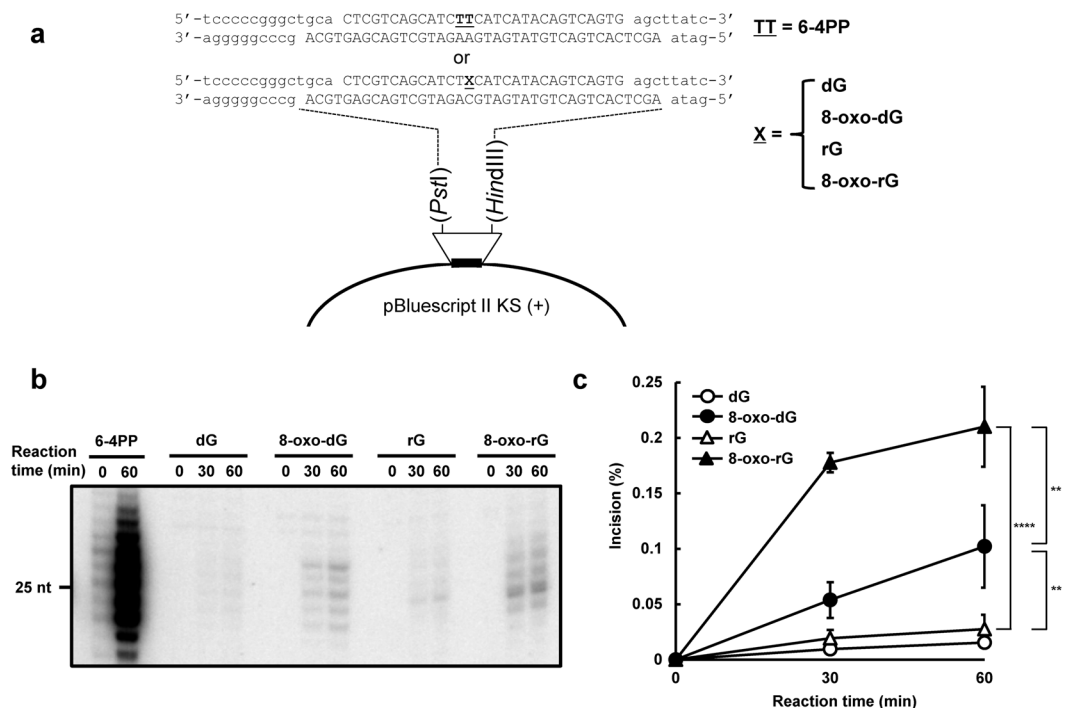 a
5’-tcccccgggctgca CTCGTCAGCATCTTCATCATACAGTCAGTG agcttatc-3’
3’-agggggcccg ACGTGAGCAGTCGTAGAAGTAGTATGTCAGTCACTCGA atag-5’
or
5’-tcccccgggctgca CTCGTCAGCATCTXCATCATACAGTCAGTG agcttatc-3’
3’-agggggcccg ACGTGAGCAGTCGTAGACGTAGTATGTCAGTCACTCGA atag-5’
TT = 6-4PP
X =
dG
8-oxo-dG
rG
8-oxo-rG
(PstI)
(HindIII)
pBluescript II KS (+)
b
6-4PP dG 8-oxo-dG rG 8-oxo-rG
Reaction time (min)
0 60 0 30 60 0 30 60 0 30 60 0 30 60
25 nt
c
0.25
0.2
0.15
0.1
0.05
0
Incision (%)
dG
8-oxo-dG
rG
8-oxo-rG
****
**
**
0 30 60
Reaction time (min)